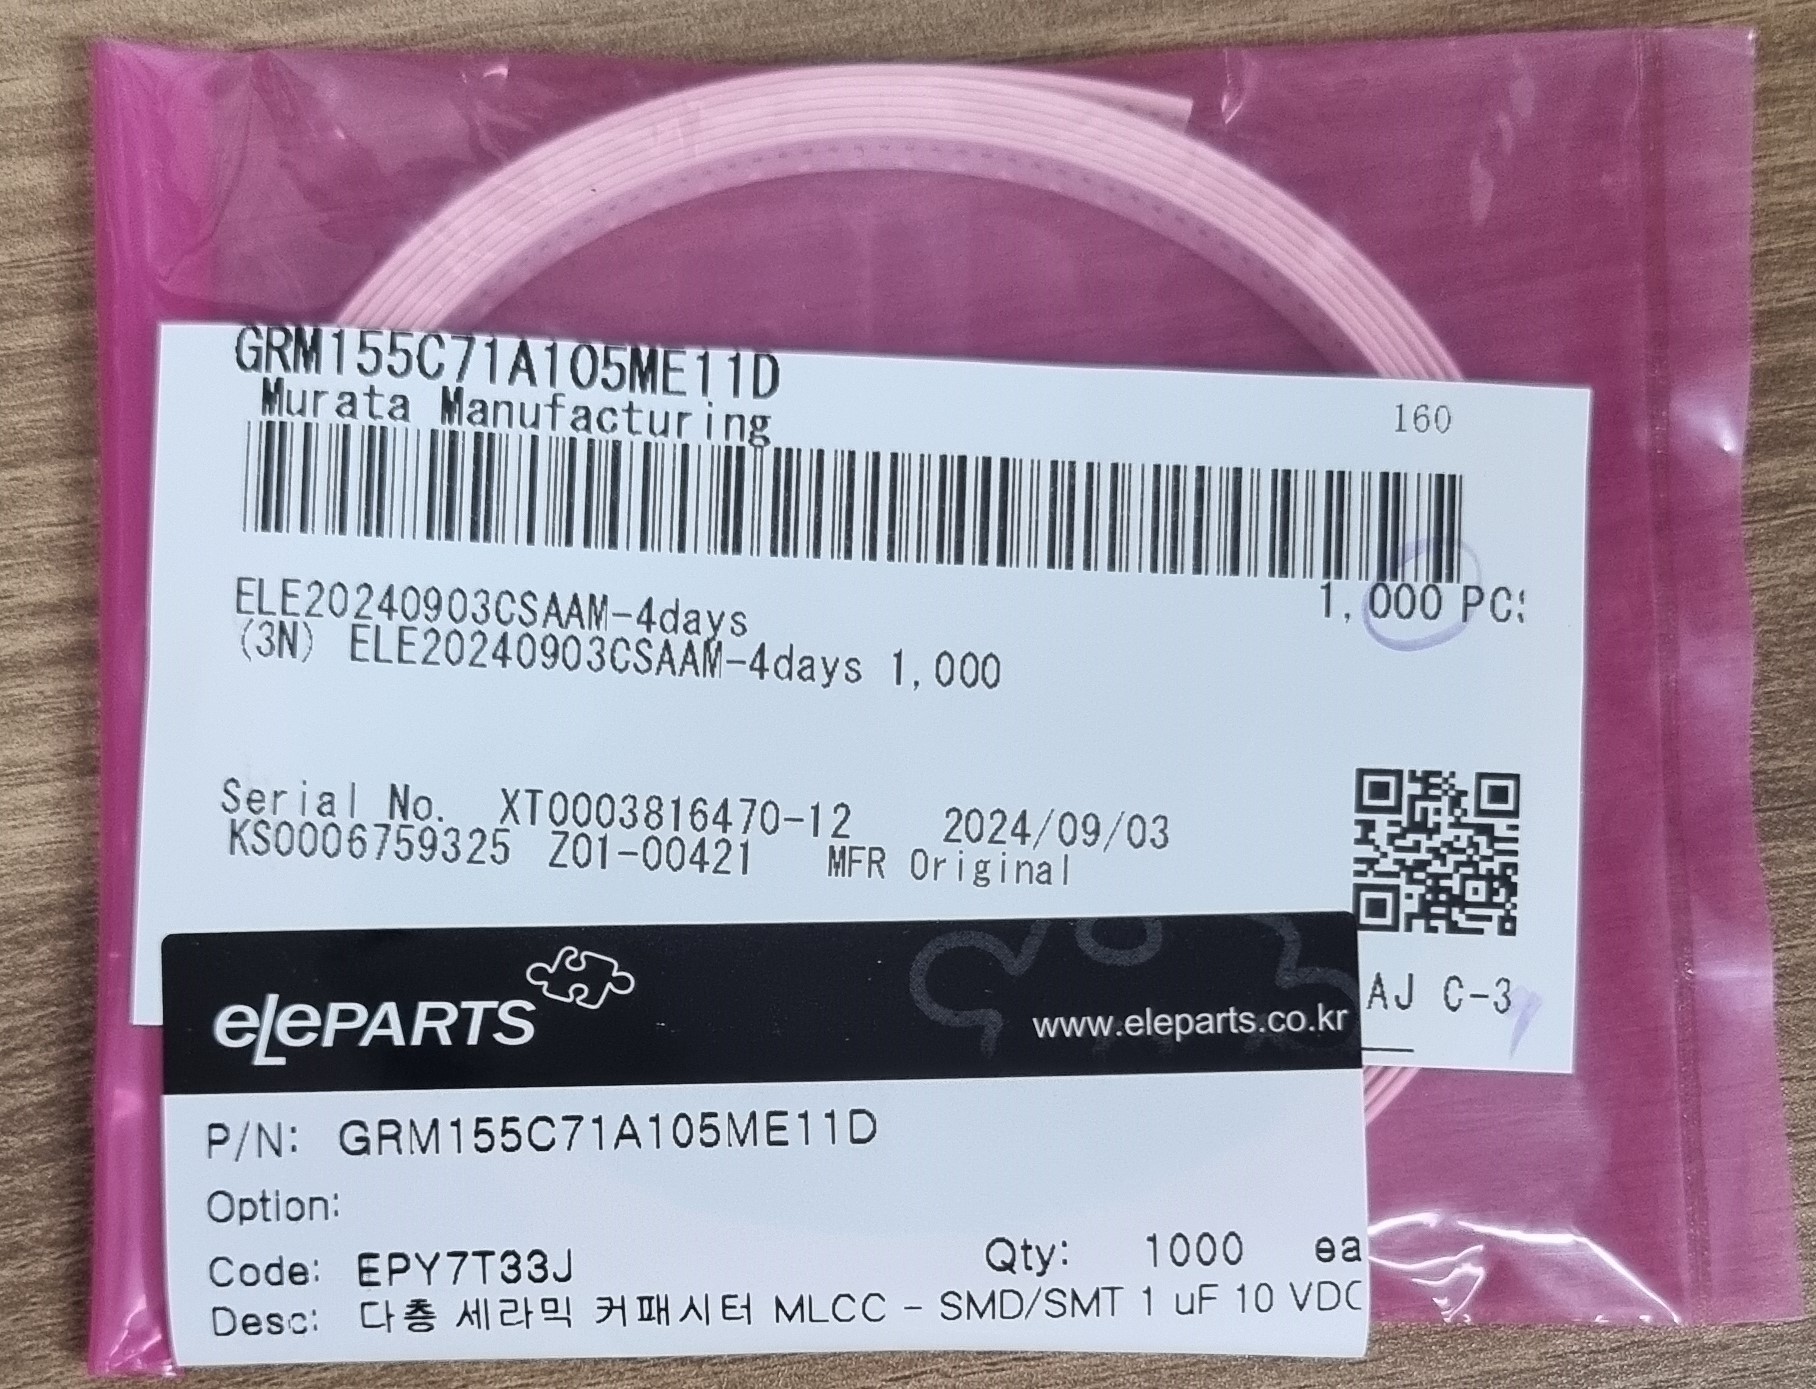 GRM155C71A105ME11D
Murata Manufacturing
160
1,000 PCS
ELE20240903CSAAM-4days
(3N) ELE20240903CSAAM-4days 1,000
Serial No. XT0003816470-12 2024/09/03
KS0006759325 Z01-00421 MFR Original
AJ C-3
eLePARTS
www.eleparts.co.kr
P/N: GRM155C71A105ME11D
Option:
Code: EPY7T33J Qty: 1000 ea
Desc: 다층 세라믹 커패시터 MLCC - SMD/SMT 1 uF 10 VDC